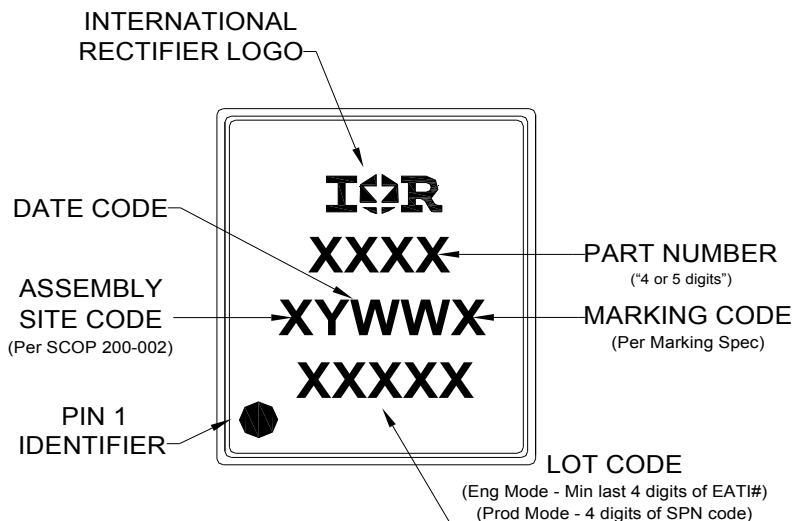 INTERNATIONAL
RECTIFIER LOGO
IOR
DATE CODE
XXXX
PART NUMBER
(“4 or 5 digits”)
ASSEMBLY
SITE CODE
(Per SCOP 200-002)
XYWWX
MARKING CODE
(Per Marking Spec)
XXXXX
PIN 1
IDENTIFIER
LOT CODE
(Eng Mode - Min last 4 digits of EATI#)
(Prod Mode - 4 digits of SPN code)